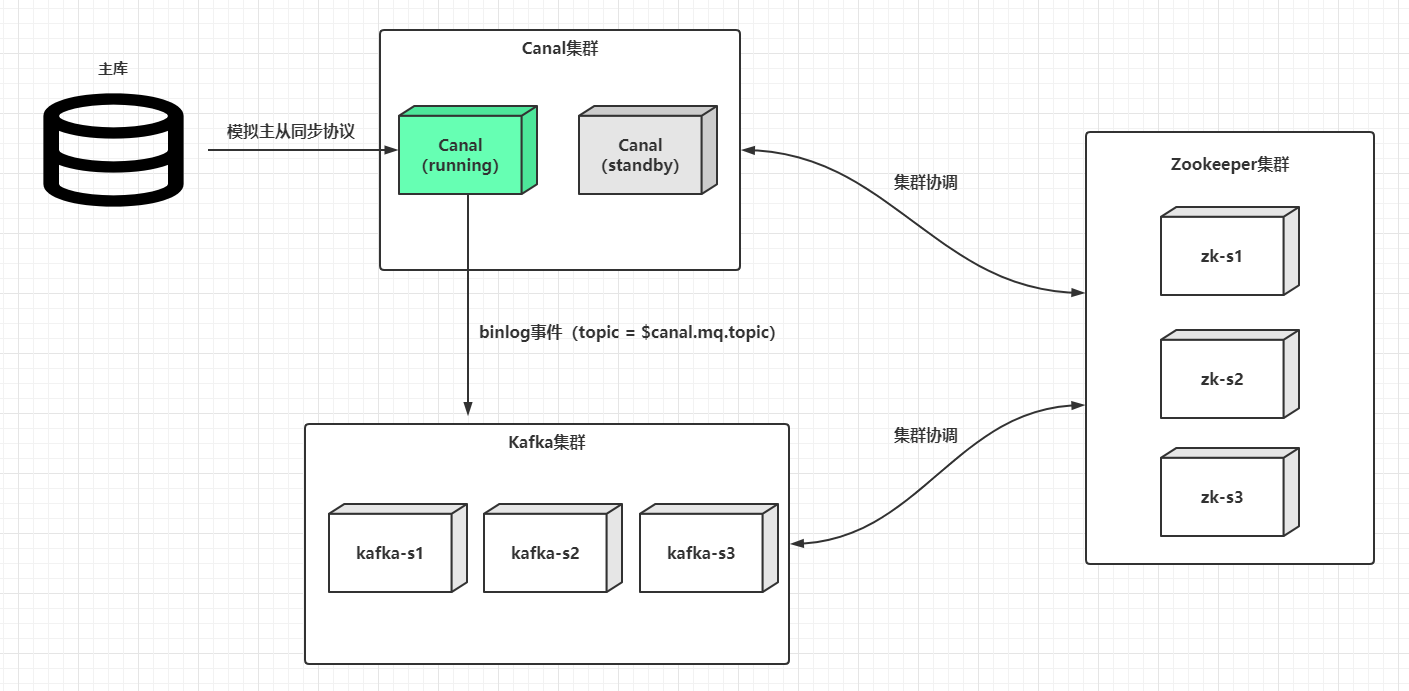 主库
模拟主从同步协议
Canal集群
Canal
(running)
Canal
(standby)
集群协调
Zookeeper集群
zk-s1
zk-s2
zk-s3
binlog事件（topic = $canal.mq.topic）
集群协调
Kafka集群
kafka-s1
kafka-s2
kafka-s3